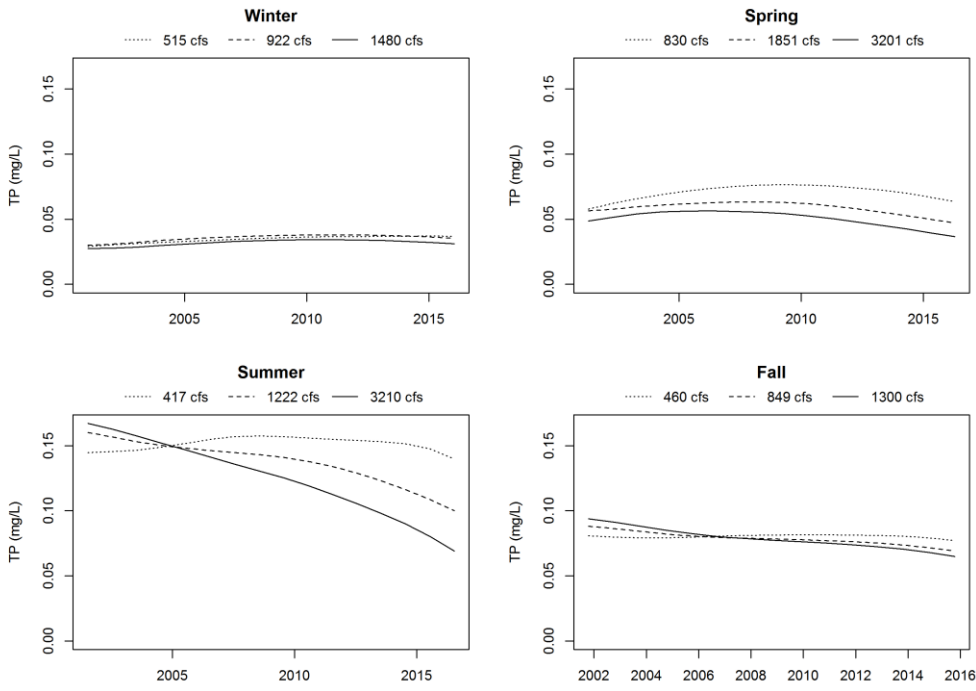 Winter
515 cfs 922 cfs 1480 cfs
TP (mg/L)
0.00 0.05 0.10 0.15
2005 2010 2015
Spring
830 cfs 1851 cfs 3201 cfs
TP (mg/L)
0.00 0.05 0.10 0.15
2005 2010 2015
Summer
417 cfs 1222 cfs 3210 cfs
TP (mg/L)
0.00 0.05 0.10 0.15
2005 2010 2015
Fall
460 cfs 849 cfs 1300 cfs
TP (mg/L)
0.00 0.05 0.10 0.15
2002 2004 2006 2008 2010 2012 2014 2016